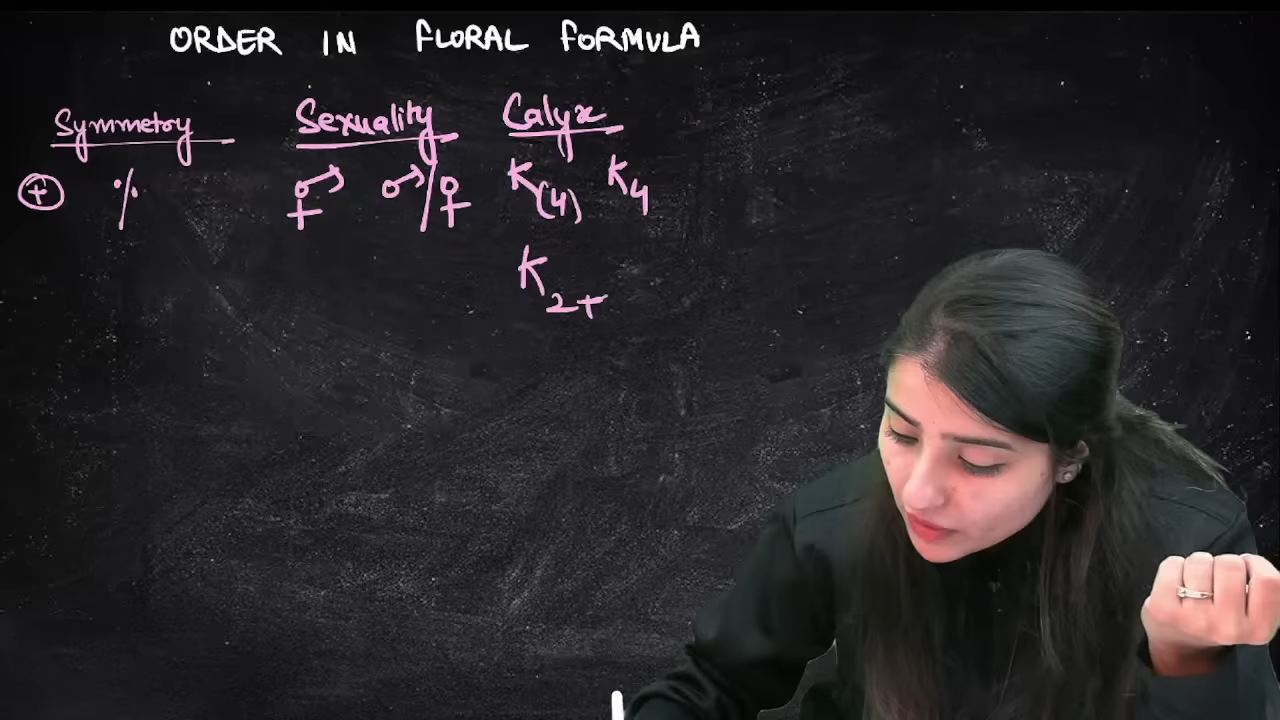 ORDER IN FLORAL FORMULA
Symmetry Sexuality Calyx
⊕ % ⚥ ♂/♀ K(4) K4
K2+